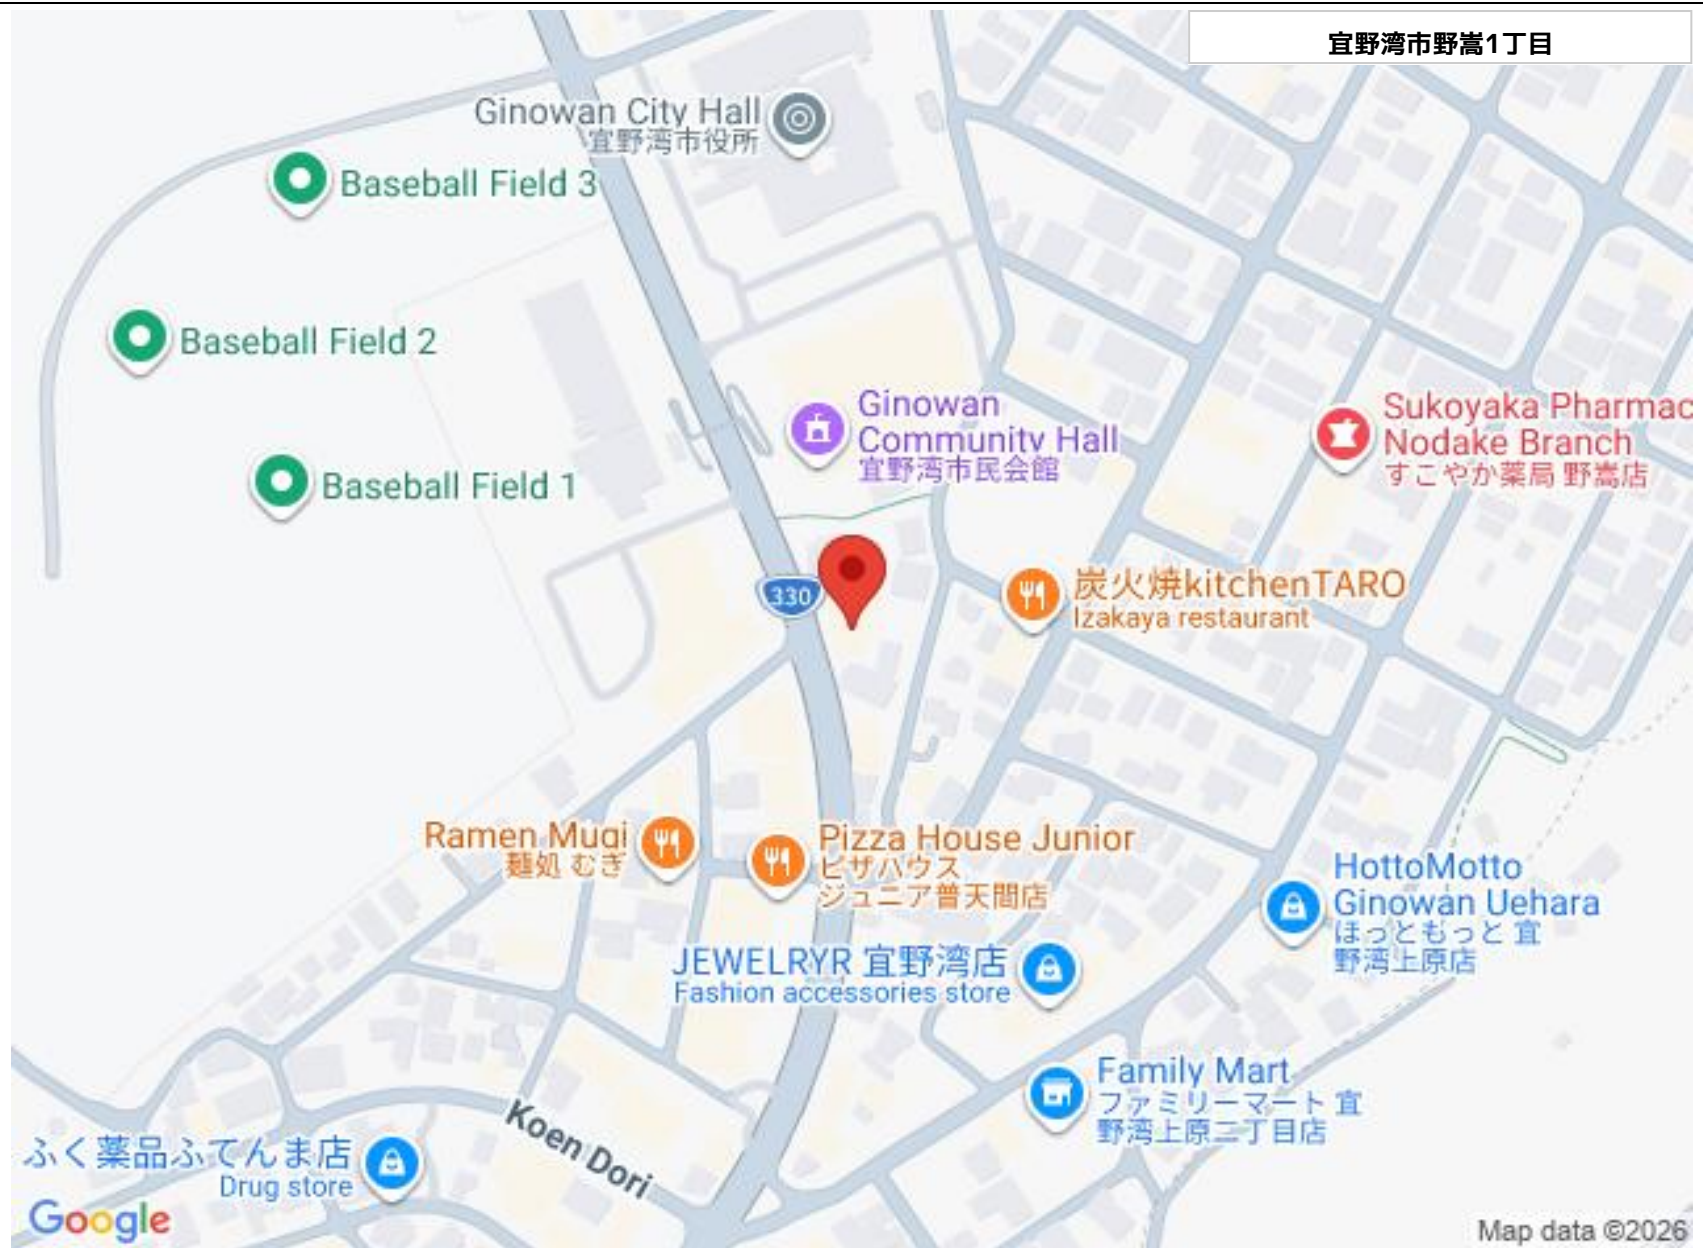 宜野湾市野嵩1丁目
Ginowan City Hall
宜野湾市役所
Baseball Field 3
Baseball Field 2
Ginowan
Community Hall
宜野湾市民会館
Sukoyaka Pharmac
Nodake Branch
すこやか薬局 野嵩店
Baseball Field 1
330
炭火焼kitchenTARO
Izakaya restaurant
Ramen Mugi
麺処 むぎ
Pizza House Junior
ピザハウス
ジュニア普天間店
HottoMotto
Ginowan Uehara
ほっともっと 宜
野湾上原店
JEWELRYR 宜野湾店
Fashion accessories store
Family Mart
ファミリーマート 宜
野湾上原二丁目店
Koen Dori
ふく薬品ふてんま店
Drug store
Google
Map data ©2026